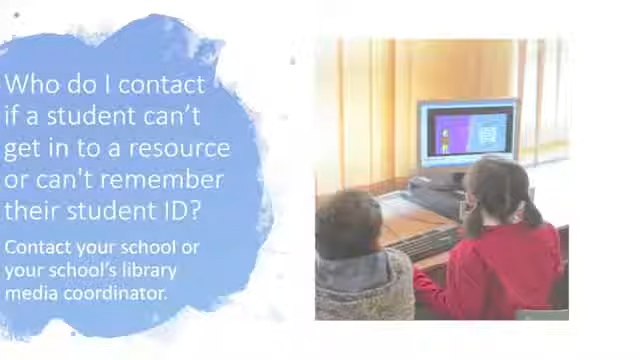 Who do I contact
if a student can’t
get in to a resource
or can't remember
their student ID?
Contact your school or
your school’s library
media coordinator.